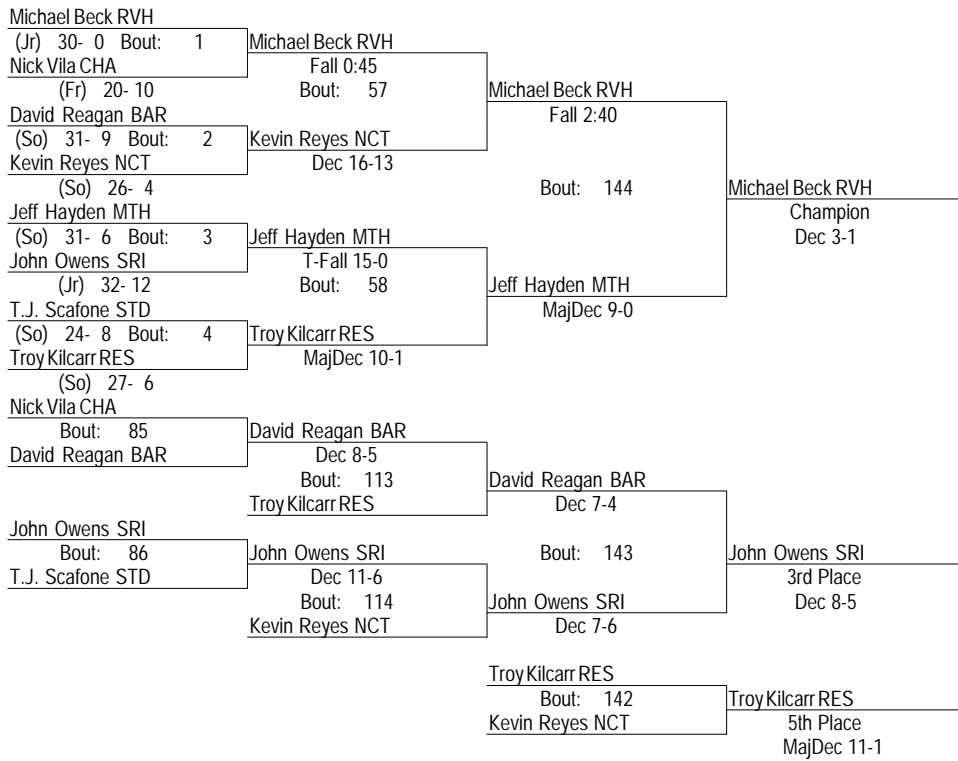 Michael Beck RVH
(Jr) 30- 0 Bout: 1 Michael Beck RVH
Nick Vila CHA Fall 0:45
(Fr) 20- 10 Bout: 57 Michael Beck RVH
David Reagan BAR Fall 2:40
(So) 31- 9 Bout: 2 Kevin Reyes NCT
Kevin Reyes NCT Dec 16-13
(So) 26- 4 Bout: 144 Michael Beck RVH
Jeff Hayden MTH Champion
(So) 31- 6 Bout: 3 Jeff Hayden MTH Dec 3-1
John Owens SRI T-Fall 15-0
(Jr) 32- 12 Bout: 58 Jeff Hayden MTH
T.J. Scafone STD MajDec 9-0
(So) 24- 8 Bout: 4 Troy Kilcarr RES
Troy Kilcarr RES MajDec 10-1
(So) 27- 6
Nick Vila CHA
Bout: 85 David Reagan BAR
David Reagan BAR Dec 8-5
Bout: 113 David Reagan BAR
Troy Kilcarr RES Dec 7-4
John Owens SRI
Bout: 86 John Owens SRI Bout: 143 John Owens SRI
T.J. Scafone STD Dec 11-6 3rd Place
Bout: 114 John Owens SRI Dec 8-5
Kevin Reyes NCT Dec 7-6
Troy Kilcarr RES
Bout: 142 Troy Kilcarr RES
Kevin Reyes NCT 5th Place
MajDec 11-1